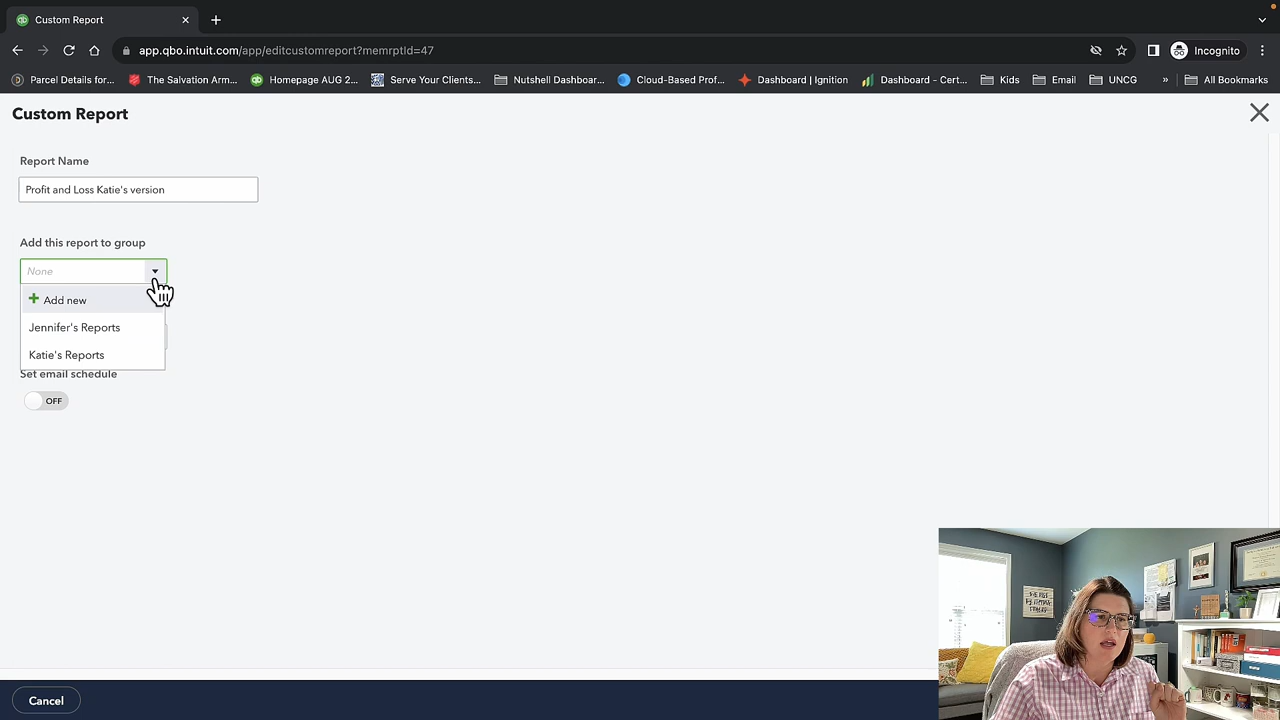 Custom Report
app.qbo.intuit.com/app/editcustomreport?memrptId=47
Incognito
Parcel Details for...
The Salvation Arm...
Homepage AUG 2...
Serve Your Clients...
Nutshell Dashboar...
Cloud-Based Prof...
Dashboard | Ignition
Dashboard - Cert...
Kids
Email
UNCG
»
All Bookmarks
Custom Report
Report Name
Profit and Loss Katie's version
Add this report to group
None
Add new
Jennifer's Reports
Katie's Reports
Set email schedule
OFF
Cancel